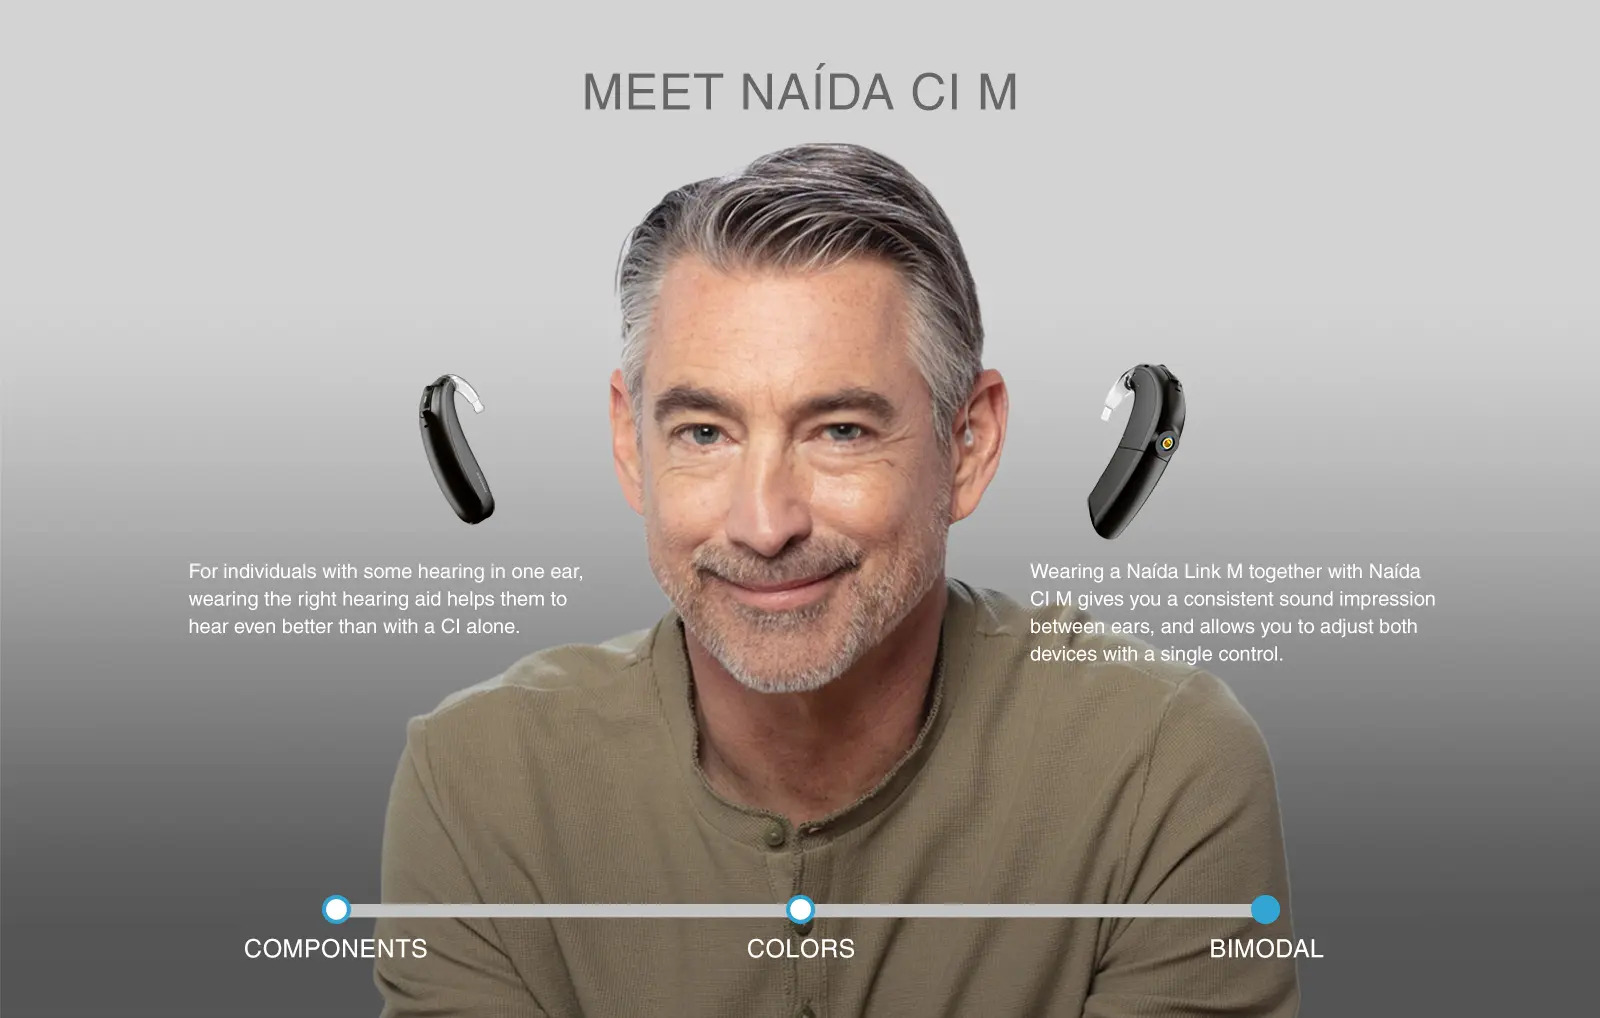 MEET NAÍDA CI M
For individuals with some hearing in one ear,
wearing the right hearing aid helps them to
hear even better than with a CI alone.
Wearing a Naída Link M together with Naída
CI M gives you a consistent sound impression
between ears, and allows you to adjust both
devices with a single control.
COMPONENTS
COLORS
BIMODAL